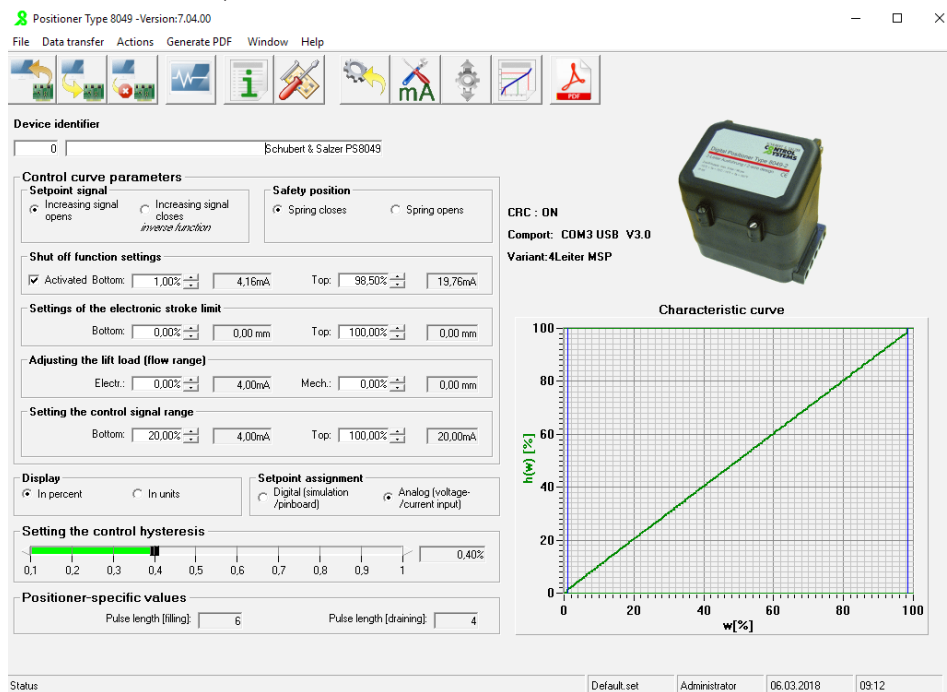 Positioner Type 8049 -Version:7.04.00
File Data transfer Actions Generate PDF Window Help
i mA PDF
Device identifier
0 Schubert & Salzer PS8049
Control curve parameters
Setpoint signal
Increasing signal opens
Increasing signal closes
inverse function
Safety position
Spring closes Spring opens
Shut off function settings
Activated Bottom: 1,00% 4,16mA Top: 98,50% 19,76mA
Settings of the electronic stroke limit
Bottom: 0,00% 0,00 mm Top: 100,00% 0,00 mm
Adjusting the lift load (flow range)
Electr.: 0,00% 4,00mA Mech.: 0,00% 0,00 mm
Setting the control signal range
Bottom: 20,00% 4,00mA Top: 100,00% 20,00mA
Display
In percent In units
Setpoint assignment
Digital (simulation /pinboard)
Analog (voltage- /current input)
Setting the control hysteresis
0,40%
0,1 0,2 0,3 0,4 0,5 0,6 0,7 0,8 0,9 1
Positioner-specific values
Pulse length [filling]: 6 Pulse length [draining]: 4
CONTROL SYSTEMS
Digital Positioner Type 8049-2
CRC : ON
Comport: COM3 USB V3.0
Variant:4Leiter MSP
Characteristic curve
100
80
60
40
20
0
h(w) [%]
0 20 40 60 80 100
w[%]
Status Default.set Administrator 06.03.2018 09:12